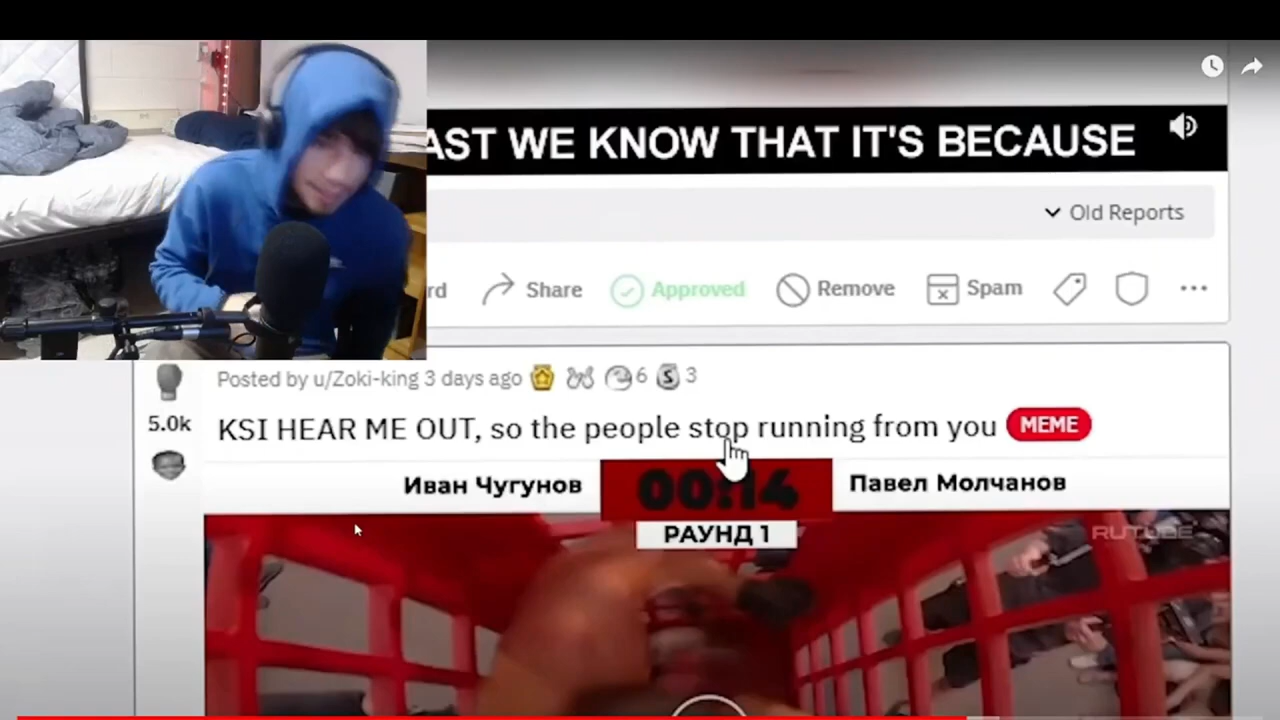 AST WE KNOW THAT IT'S BECAUSE
Old Reports
rd Share Approved Remove Spam
Posted by u/Zoki-king 3 days ago 6 3
5.0k
KSI HEAR ME OUT, so the people stop running from you MEME
Иван Чугунов 00:14 Павел Молчанов
РАУНД 1
RUTUBE